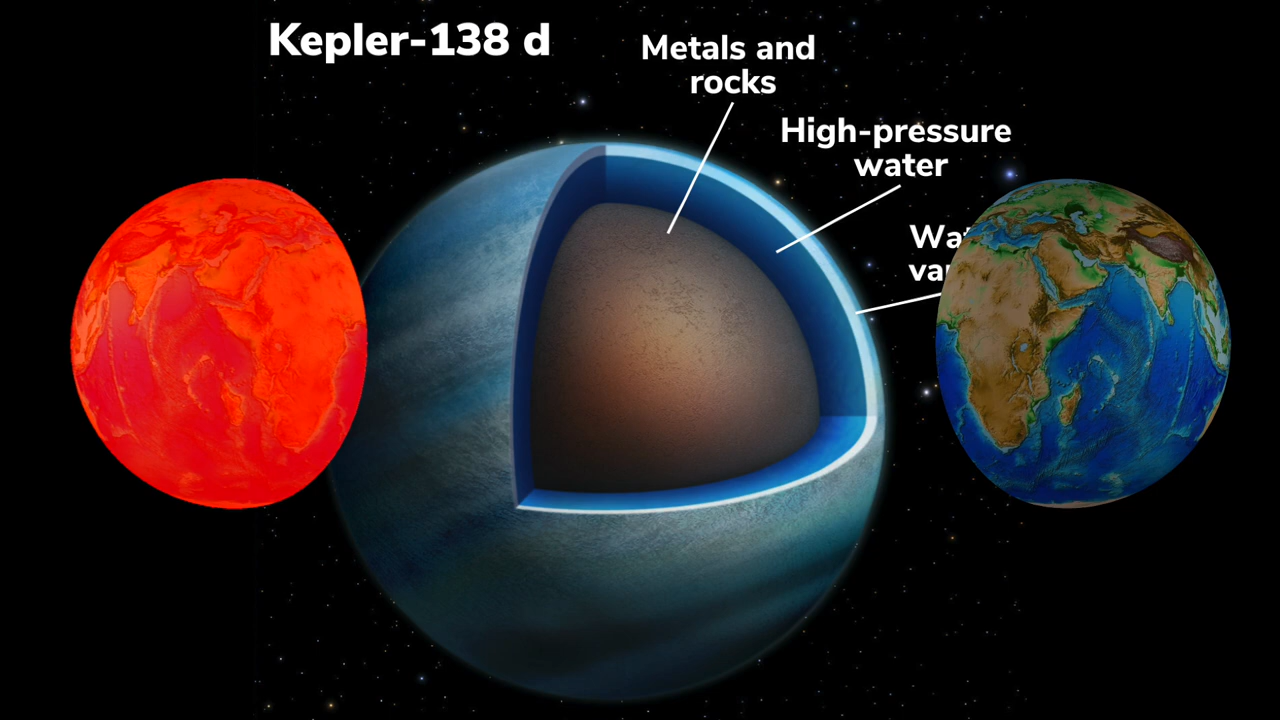 Kepler-138 d
Metals and
rocks
High-pressure
water